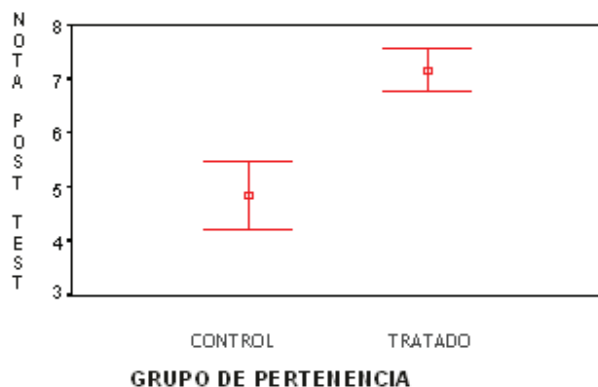 NOTA POST TEST
8
7
6
5
4
3
CONTROL TRATADO
GRUPO DE PERTENENCIA